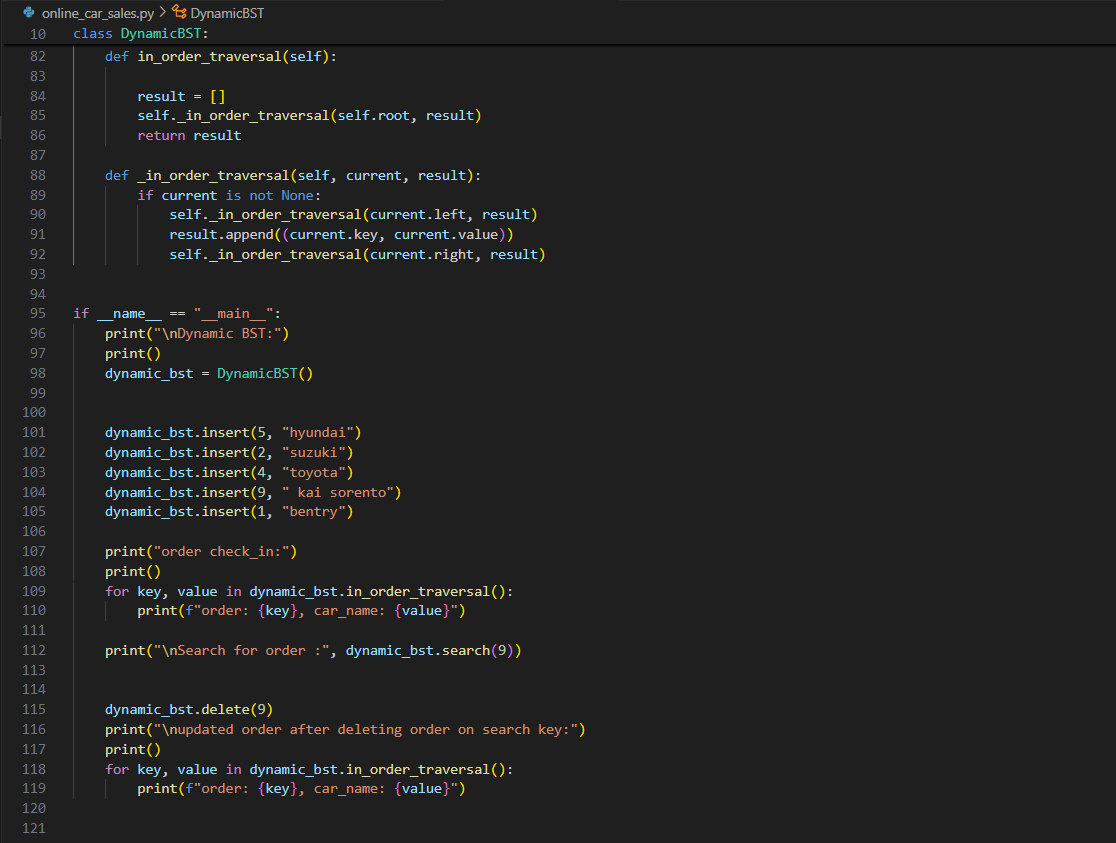 online_car_sales.py > DynamicBST
10 class DynamicBST:
82     def in_order_traversal(self):
83
84         result = []
85         self._in_order_traversal(self.root, result)
86         return result
87
88     def _in_order_traversal(self, current, result):
89         if current is not None:
90             self._in_order_traversal(current.left, result)
91             result.append((current.key, current.value))
92             self._in_order_traversal(current.right, result)
93
94
95 if __name__ == "__main__":
96     print("\nDynamic BST:")
97     print()
98     dynamic_bst = DynamicBST()
99
100
101     dynamic_bst.insert(5, "hyundai")
102     dynamic_bst.insert(2, "suzuki")
103     dynamic_bst.insert(4, "toyota")
104     dynamic_bst.insert(9, " kai sorento")
105     dynamic_bst.insert(1, "bentry")
106
107     print("order check_in:")
108     print()
109     for key, value in dynamic_bst.in_order_traversal():
110         print(f"order: {key}, car_name: {value}")
111
112     print("\nSearch for order :", dynamic_bst.search(9))
113
114
115     dynamic_bst.delete(9)
116     print("\nupdated order after deleting order on search key:")
117     print()
118     for key, value in dynamic_bst.in_order_traversal():
119         print(f"order: {key}, car_name: {value}")
120
121